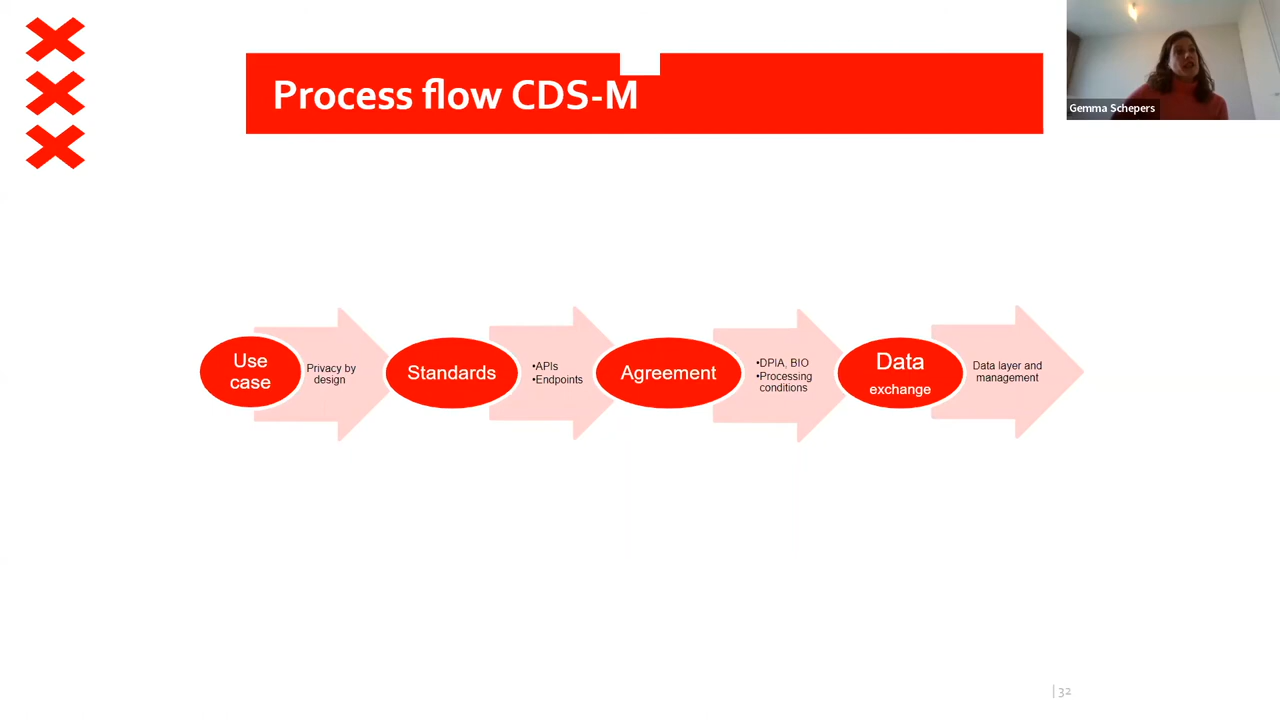 Process flow CDS-M
Gemma Schepers
Use
case
Privacy by
design
Standards
•APIs
•Endpoints
Agreement
•DPIA, BIO
•Processing
conditions
Data
exchange
Data layer and
management
| 32